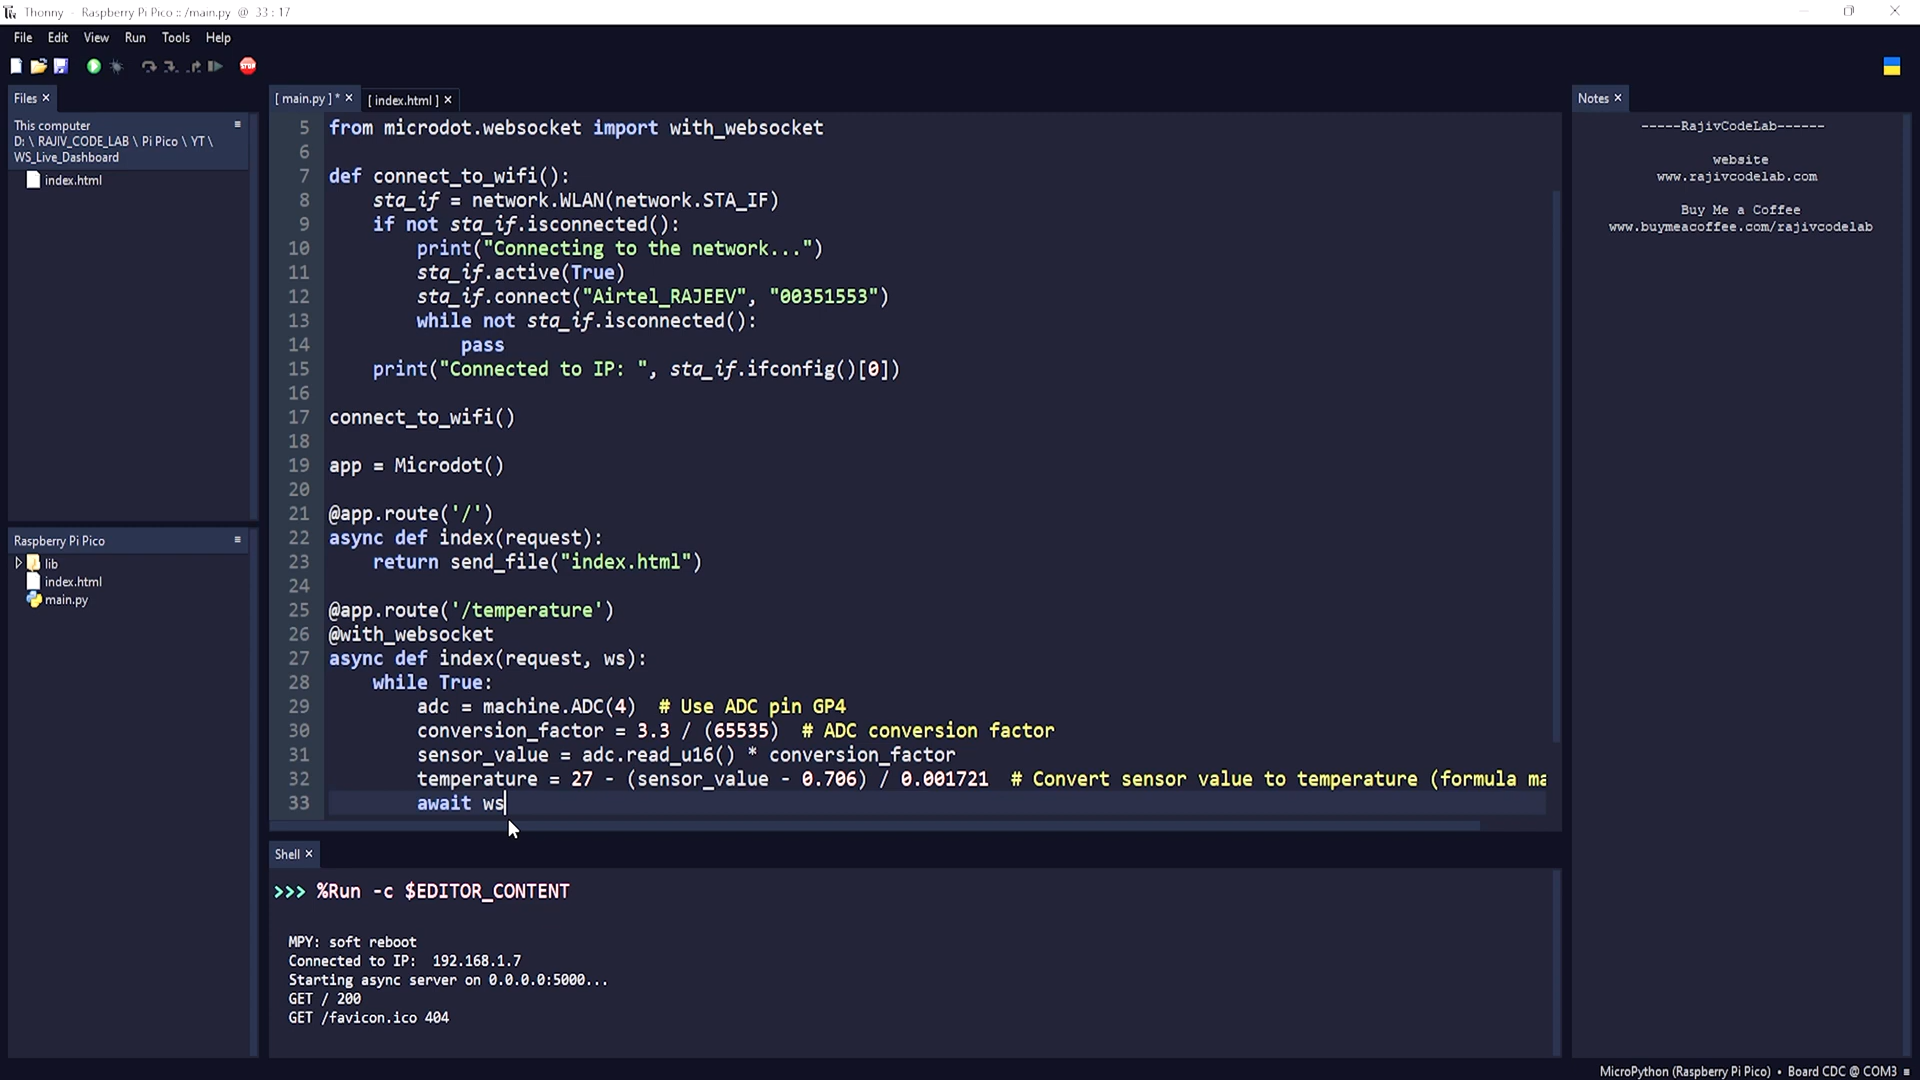 Thonny - Raspberry Pi Pico :: /main.py @ 33 : 17
File Edit View Run Tools Help
STOP
Files ×
This computer
D: \ RAJIV_CODE_LAB \ Pi Pico \ YT \
WS_Live_Dashboard
index.html
Raspberry Pi Pico
lib
index.html
main.py
[ main.py ] * × [ index.html ] ×
5 from microdot.websocket import with_websocket
6
7 def connect_to_wifi():
8     sta_if = network.WLAN(network.STA_IF)
9     if not sta_if.isconnected():
10         print("Connecting to the network...")
11         sta_if.active(True)
12         sta_if.connect("Airtel_RAJEEV", "00351553")
13         while not sta_if.isconnected():
14             pass
15     print("Connected to IP: ", sta_if.ifconfig()[0])
16
17 connect_to_wifi()
18
19 app = Microdot()
20
21 @app.route('/')
22 async def index(request):
23     return send_file("index.html")
24
25 @app.route('/temperature')
26 @with_websocket
27 async def index(request, ws):
28     while True:
29         adc = machine.ADC(4)  # Use ADC pin GP4
30         conversion_factor = 3.3 / (65535)  # ADC conversion factor
31         sensor_value = adc.read_u16() * conversion_factor
32         temperature = 27 - (sensor_value - 0.706) / 0.001721  # Convert sensor value to temperature (formula ma
33         await ws
Shell ×
>>> %Run -c $EDITOR_CONTENT
MPY: soft reboot
Connected to IP:  192.168.1.7
Starting async server on 0.0.0.0:5000...
GET / 200
GET /favicon.ico 404
Notes ×
-----RajivCodeLab------
website
www.rajivcodelab.com
Buy Me a Coffee
www.buymeacoffee.com/rajivcodelab
MicroPython (Raspberry Pi Pico) • Board CDC @ COM3 ≡